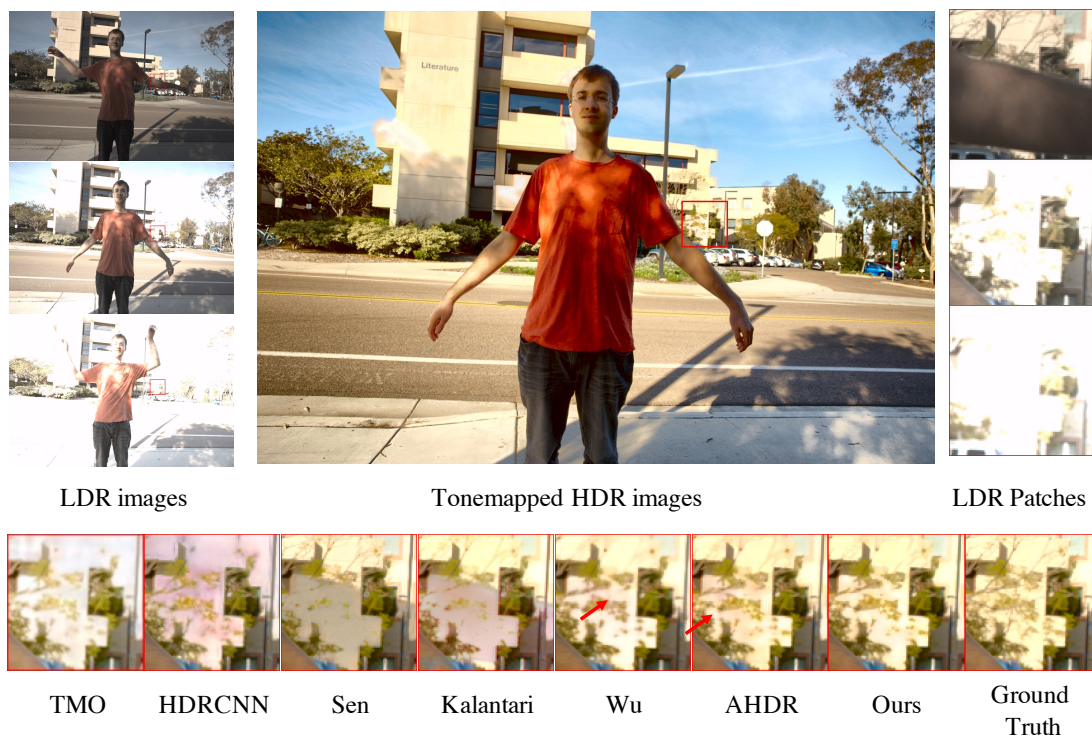 Literature
LDR images
Tonemapped HDR images
LDR Patches
TMO
HDRCNN
Sen
Kalantari
Wu
AHDR
Ours
Ground
Truth